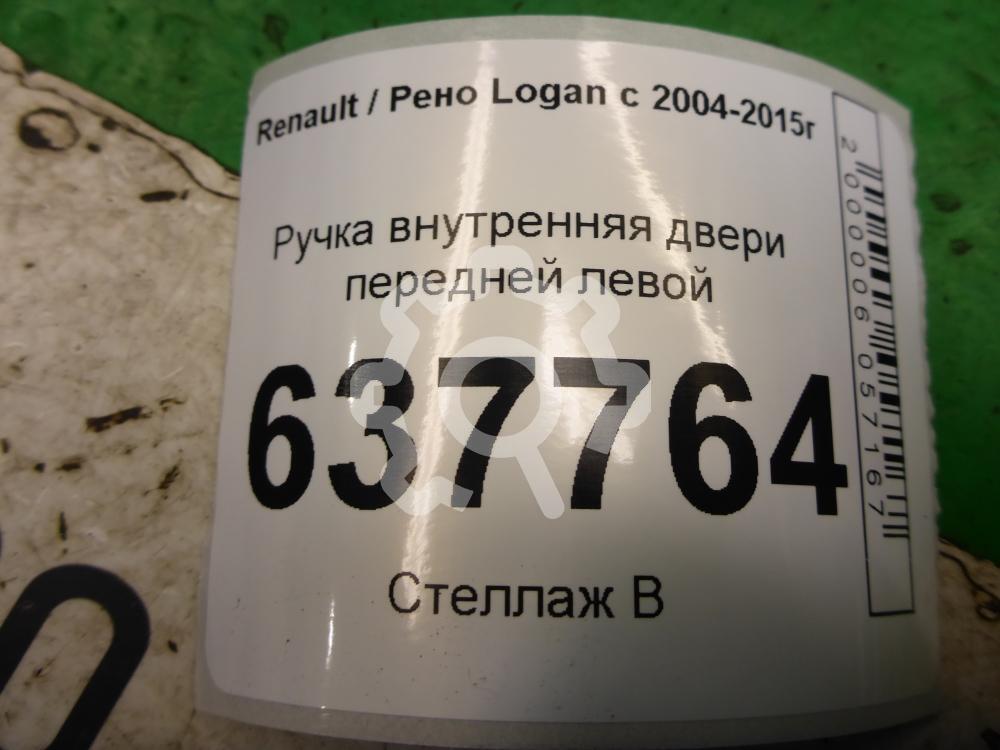 Renault / Рено Logan с 2004-2015г
Ручка внутренняя двери
передней левой
637764
Стеллаж В
2000006057167